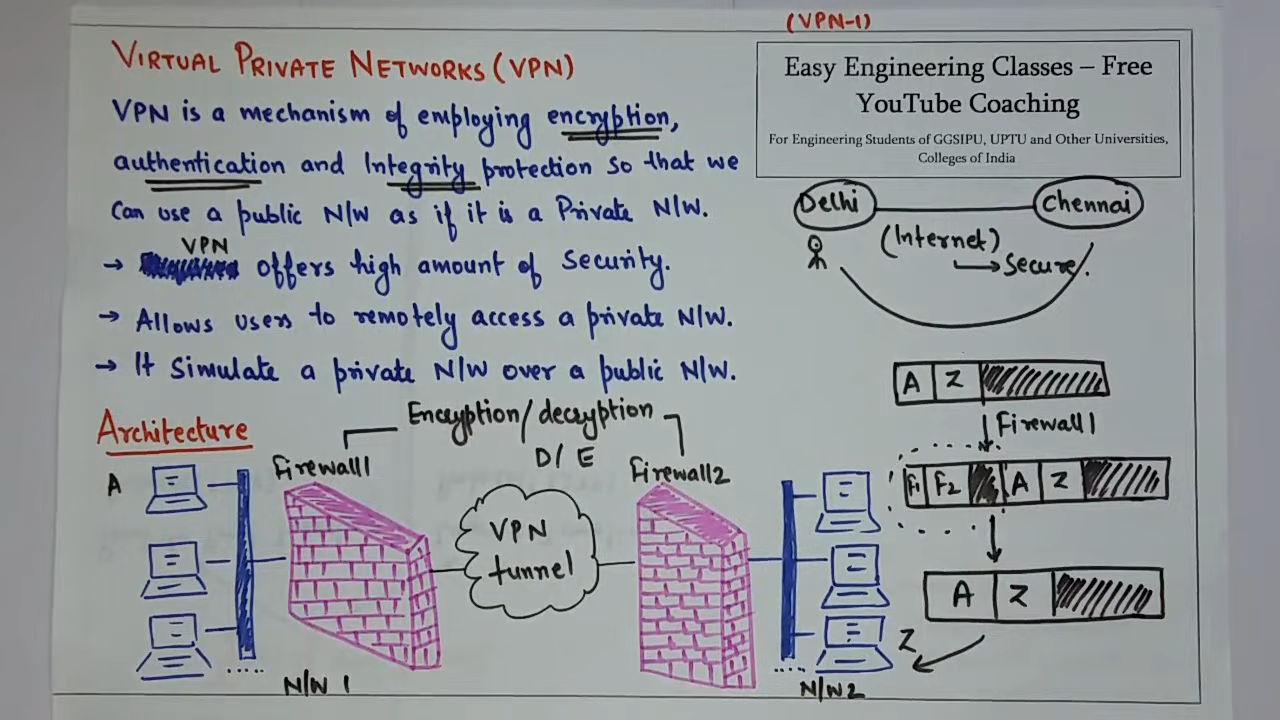 (VPN-1)
VIRTUAL PRIVATE NETWORKS (VPN)
VPN is a mechanism of employing encryption,
authentication and Integrity protection so that we
Can use a public N/W as if it is a Private N/W.
→ VPN offers high amount of Security.
→ Allows users to remotely access a private N/W.
→ It Simulate a private N/W over a public N/W.
Easy Engineering Classes – Free
YouTube Coaching
For Engineering Students of GGSIPU, UPTU and Other Universities,
Colleges of India
Delhi
Chennai
(Internet)
→ Secure.
A Z
Firewall1
F1 F2 A Z
A Z
Z
Architecture
Encryption/decryption
D/E
A
Firewall1
VPN
tunnel
Firewall2
N/W 1
N/W2